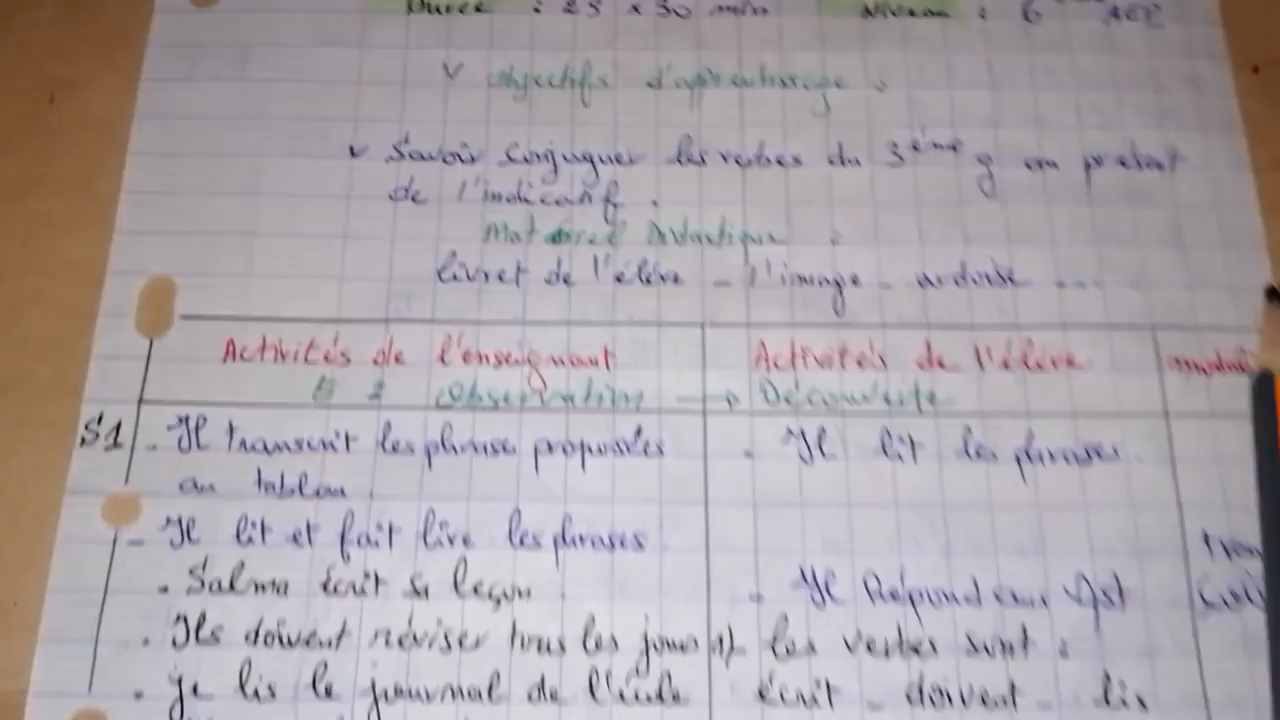 Durée : 2S x 30 min Niveau : 6 AEP
objectifs d'apprentissage :
Savoir conjuguer les verbes du 3ème g au présent
de l'indicatif .
Matériel Didactique :
livret de l'élève - l'image - ardoise ....
Activités de l'enseignant Activités de l'élève
observation → Découverte
S1 . Il transcrit les phrase proposées . Il lit les phrases
au tableau .
- Il lit et fait lire les phrases
. Salma écrit sa leçon . . Il Répond aux Qst
. Ils doivent réviser tous les jours 1). les verbes sont :
. je lis le journal de l'école écrit - doivent - lis